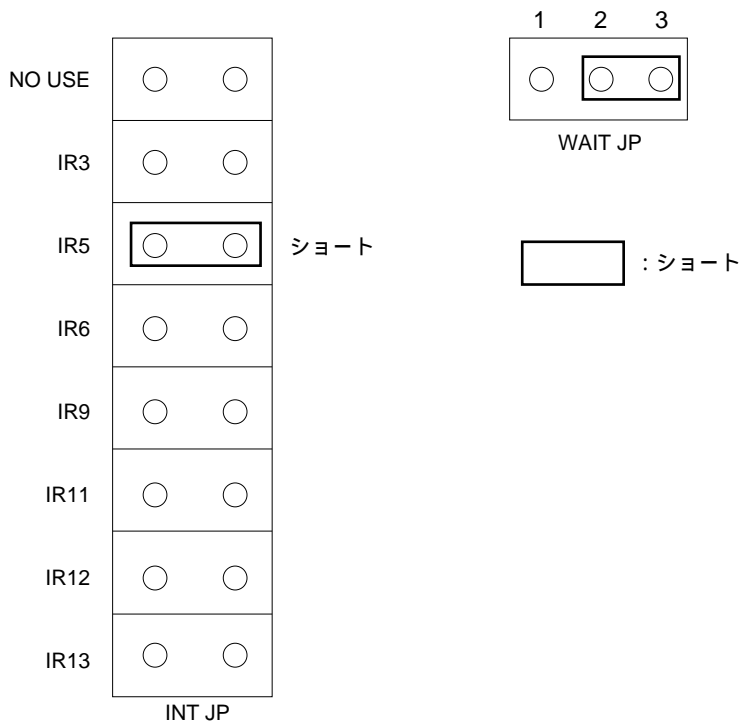 NO USE
IR3
IR5
ショート
IR6
IR9
IR11
IR12
IR13
INT JP
1 2 3
WAIT JP
：ショート